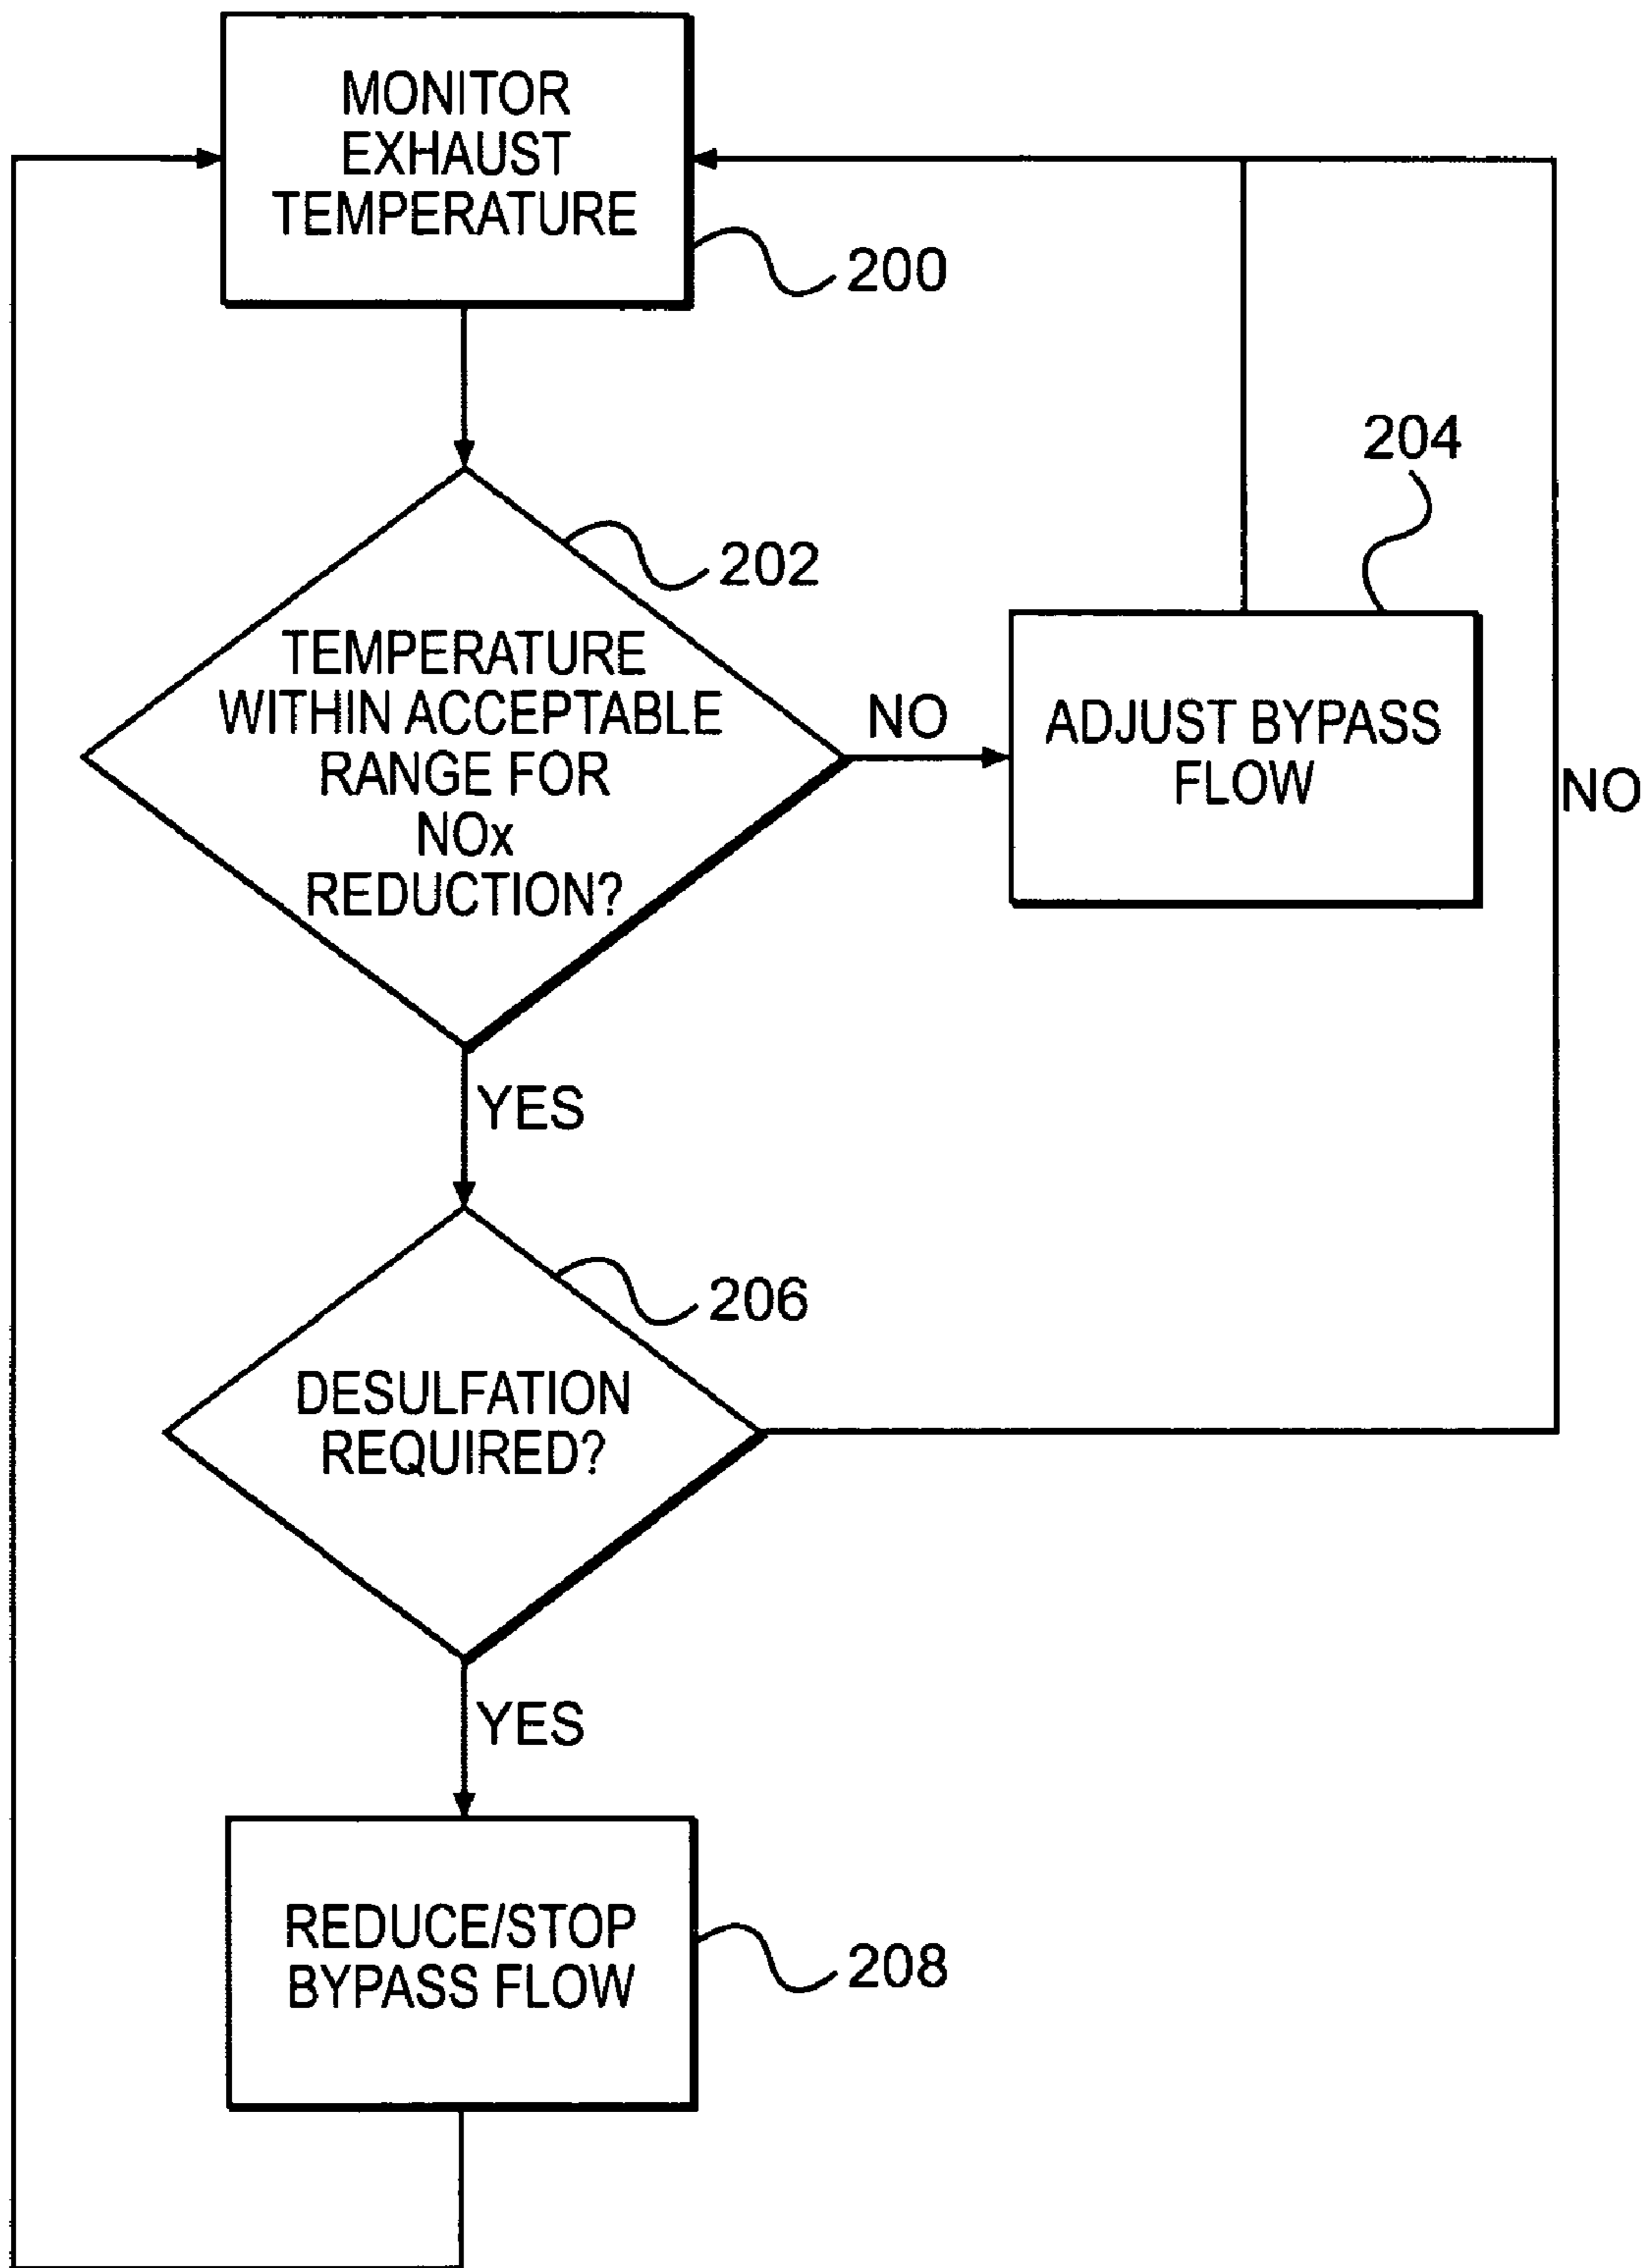 MONITOR
EXHAUST
TEMPERATURE
200
202
TEMPERATURE
WITHIN ACCEPTABLE
RANGE FOR
NOx
REDUCTION?
NO
204
ADJUST BYPASS
FLOW
NO
YES
206
DESULFATION
REQUIRED?
YES
REDUCE/STOP
BYPASS FLOW
208